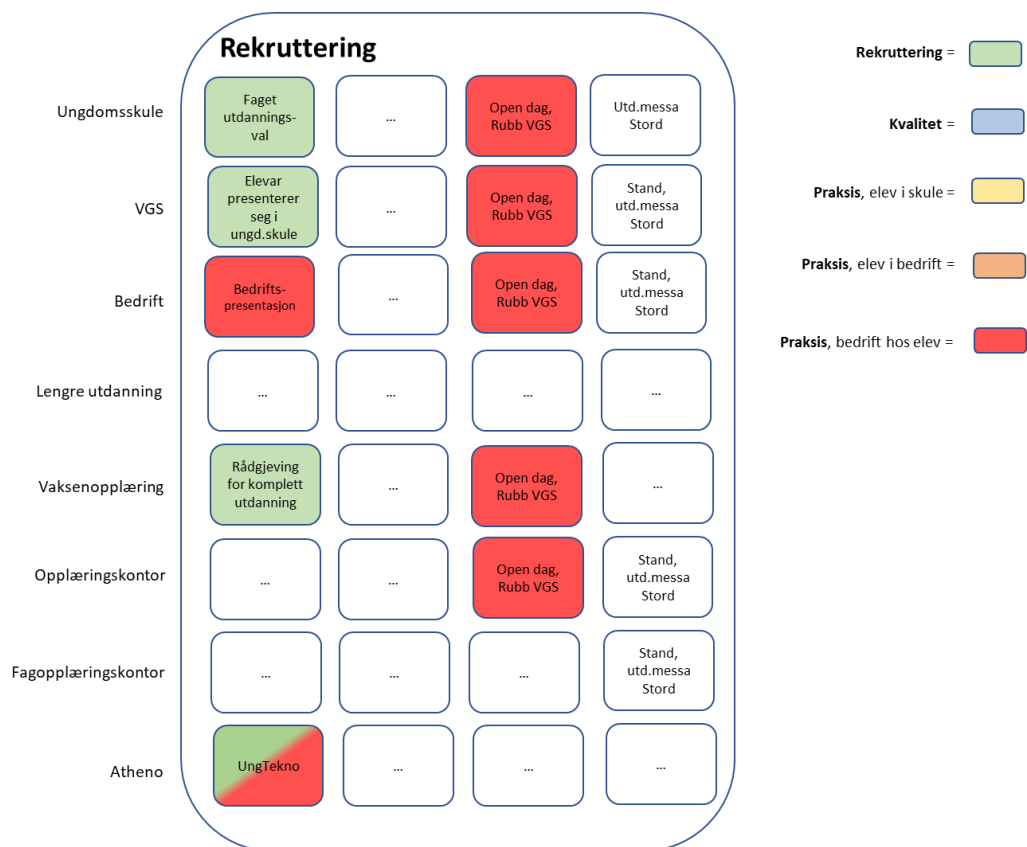 Rekruttering
Ungdomsskule
Faget
utdannings-
val
...
Open dag,
Rubb VGS
Utd.messa
Stord
VGS
Elevar
presenterer
seg i
ungd.skule
...
Open dag,
Rubb VGS
Stand,
utd.messa
Stord
Bedrift
Bedrifts-
presentasjon
...
Open dag,
Rubb VGS
Stand,
utd.messa
Stord
Lengre utdanning
...
...
...
...
Vaksenopplæring
Rådgjeving
for komplett
utdanning
...
Open dag,
Rubb VGS
...
Opplæringskontor
...
...
Open dag,
Rubb VGS
Stand,
utd.messa
Stord
Fagopplæringskontor
...
...
...
Stand,
utd.messa
Stord
Atheno
UngTekno
...
...
...
Rekruttering =
Kvalitet =
Praksis, elev i skule =
Praksis, elev i bedrift =
Praksis, bedrift hos elev =